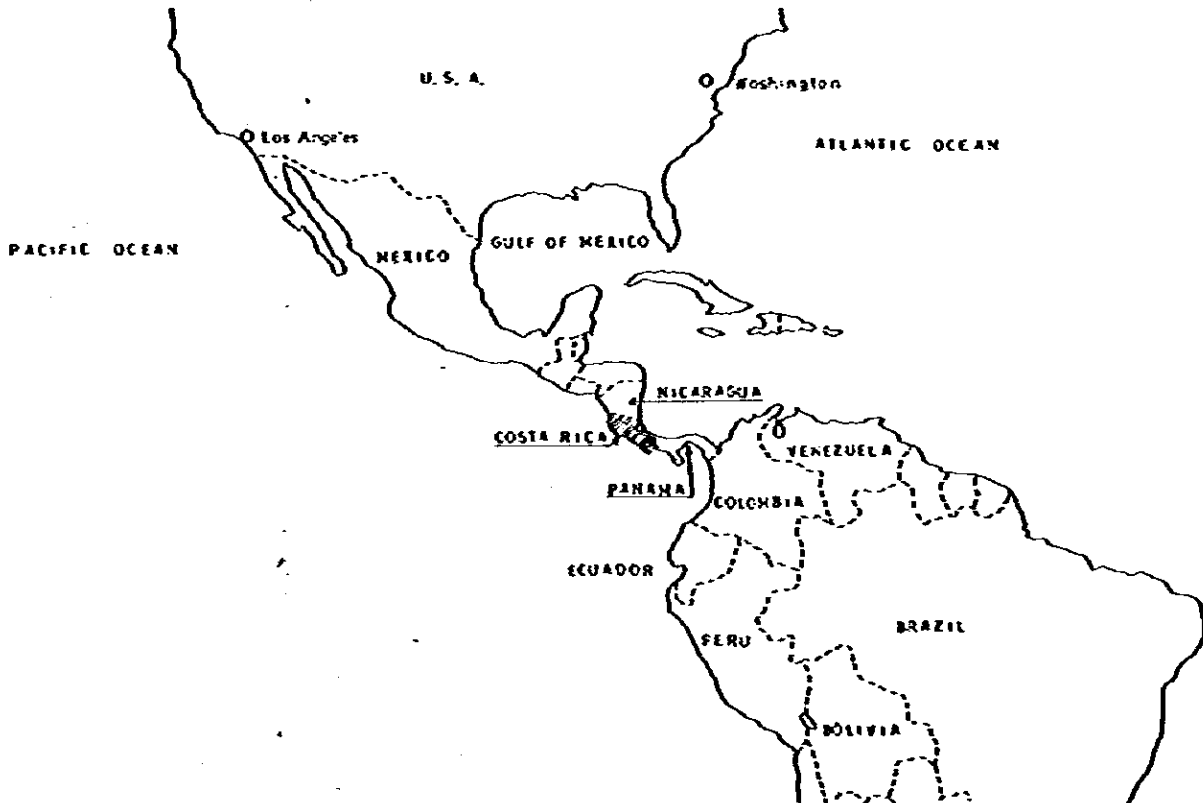 U. S. A.
Washington
Los Angeles
ATLANTIC OCEAN
PACIFIC OCEAN
MEXICO
GULF OF MEXICO
NICARAGUA
COSTA RICA
VENEZUELA
PANAMA
COLOMBIA
ECUADOR
PERU
BRAZIL
BOLIVIA